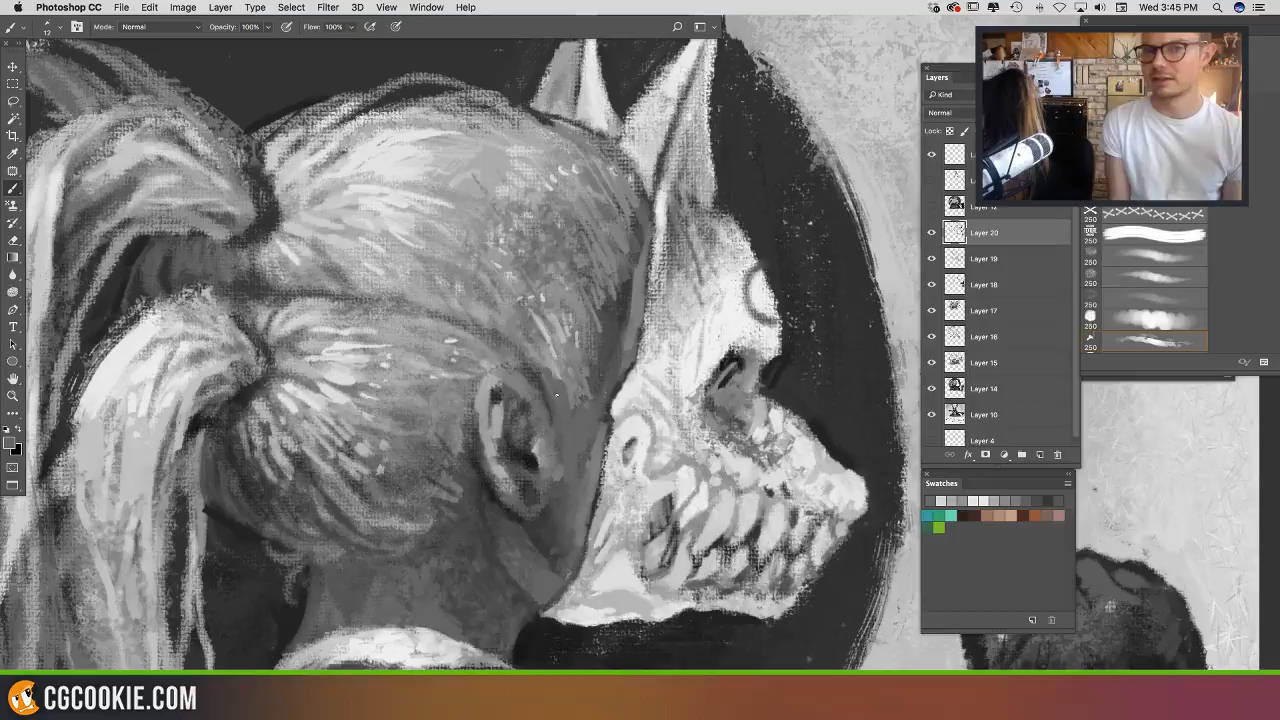 Photoshop CC File Edit Image Layer Type Select Filter 3D View Window Help Wed 3:45 PM
12 Mode: Normal Opacity: 100% Flow: 100%
Layers
Kind
Normal
Lock:
Layer 20
Layer 19
Layer 18
Layer 17
Layer 16
Layer 15
Layer 14
Layer 10
Layer 4
250
250
250
250
250
250
Swatches
CGCOOKIE.COM